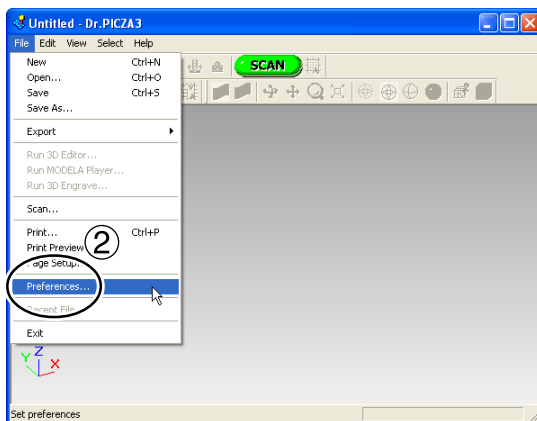 Untitled - Dr.PICZA3
File Edit View Select Help
New Ctrl+N
Open... Ctrl+O
Save Ctrl+S
Save As...
SCAN
Export
Run 3D Editor...
Run MODELA Player...
Run 3D Engrave...
Scan...
Print... Ctrl+P
Print Preview
②
Page Setup...
Preferences...
Recent File
Exit
Z
Y X
Set preferences